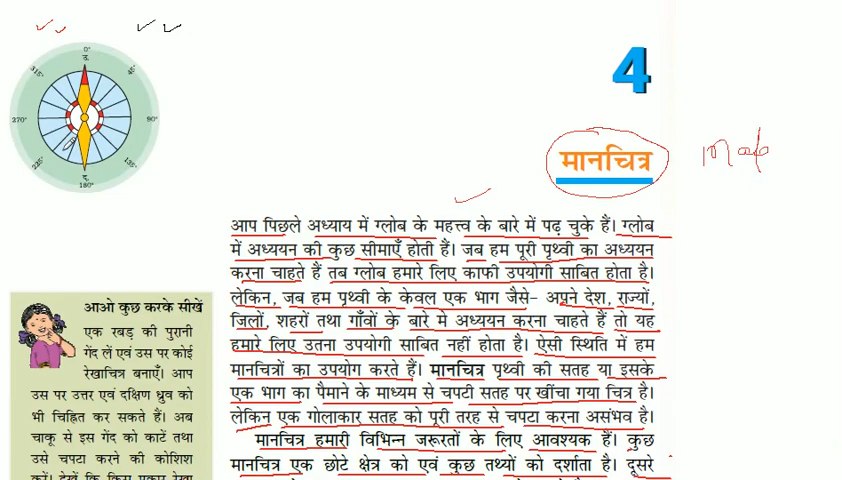 0°
उ.
45°
90°
135°
द.
180°
225°
270°
315°
4
मानचित्र
Map
आप पिछले अध्याय में ग्लोब के महत्त्व के बारे में पढ़ चुके हैं। ग्लोब
में अध्ययन की कुछ सीमाएँ होती हैं। जब हम पूरी पृथ्वी का अध्ययन
करना चाहते हैं तब ग्लोब हमारे लिए काफी उपयोगी साबित होता है।
लेकिन, जब हम पृथ्वी के केवल एक भाग जैसे- अपने देश, राज्यों,
जिलों, शहरों तथा गाँवों के बारे मे अध्ययन करना चाहते हैं तो यह
हमारे लिए उतना उपयोगी साबित नहीं होता है। ऐसी स्थिति में हम
मानचित्रों का उपयोग करते हैं। मानचित्र पृथ्वी की सतह या इसके
एक भाग का पैमाने के माध्यम से चपटी सतह पर खींचा गया चित्र है।
लेकिन एक गोलाकार सतह को पूरी तरह से चपटा करना असंभव है।
मानचित्र हमारी विभिन्न जरूरतों के लिए आवश्यक हैं। कुछ
मानचित्र एक छोटे क्षेत्र को एवं कुछ तथ्यों को दर्शाता है। दूसरे
आओ कुछ करके सीखें
एक रबड़ की पुरानी
गेंद लें एवं उस पर कोई
रेखाचित्र बनाएँ। आप
उस पर उत्तर एवं दक्षिण ध्रुव को
भी चिह्नित कर सकते हैं। अब
चाकू से इस गेंद को काटें तथा
उसे चपटा करने की कोशिश
करें। देखें कि किस प्रकार रेखा